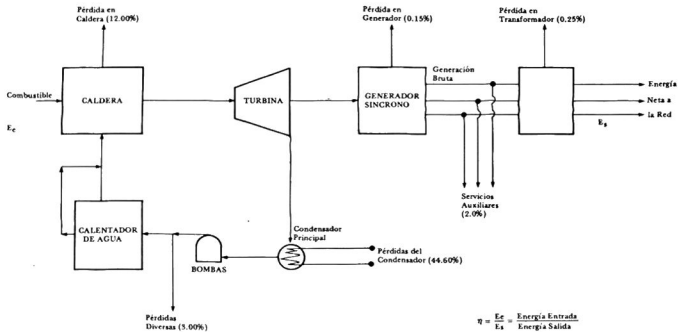 Pérdida en
Caldera (12.00%)
Pérdida en
Generador (0.15%)
Pérdida en
Transformador (0.25%)
Combustible
E_c
CALDERA
TURBINA
GENERADOR
SINCRONO
Generación
Bruta
Energía
Neta a
la Red
E_s
Servicios
Auxiliares
(2.0%)
CALENTADOR
DE AGUA
BOMBAS
Condensador
Principal
Pérdidas del
Condensador (44.60%)
Pérdidas
Diversas (3.00%)
η = Ee/Es = Energía Entrada/Energía Salida